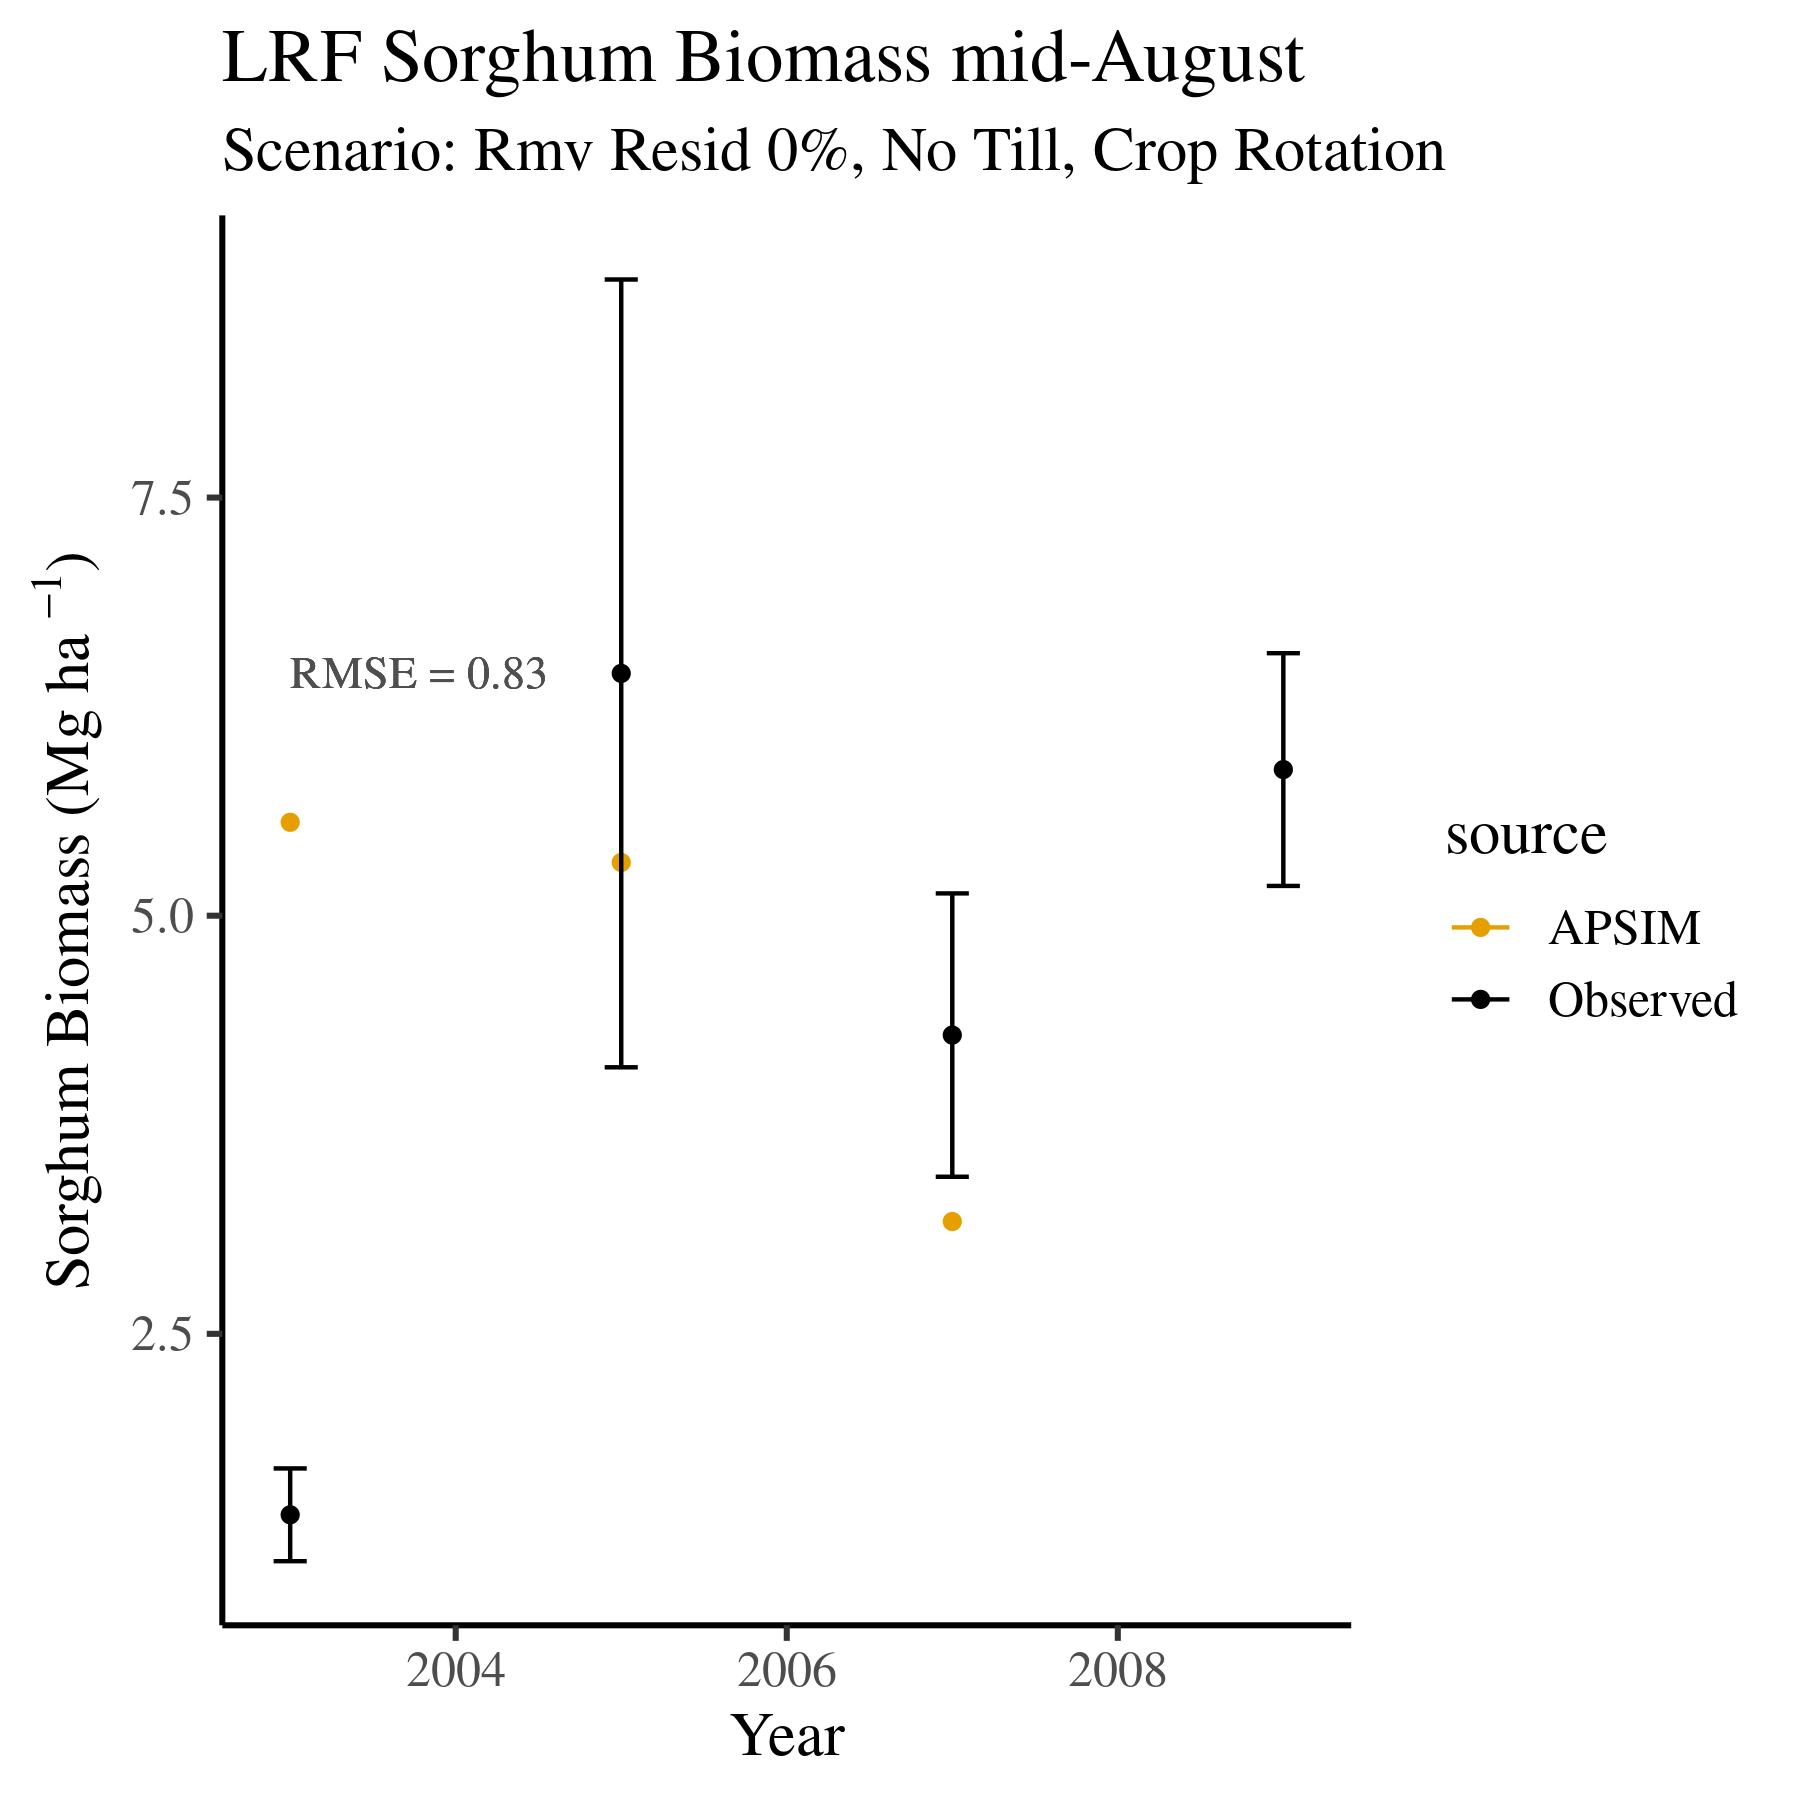 LRF Sorghum Biomass mid-August
Scenario: Rmv Resid 0%, No Till, Crop Rotation
Sorghum Biomass (Mg ha ⁻¹)
7.5
5.0
2.5
RMSE = 0.83
2004
2006
2008
Year
source
APSIM
Observed